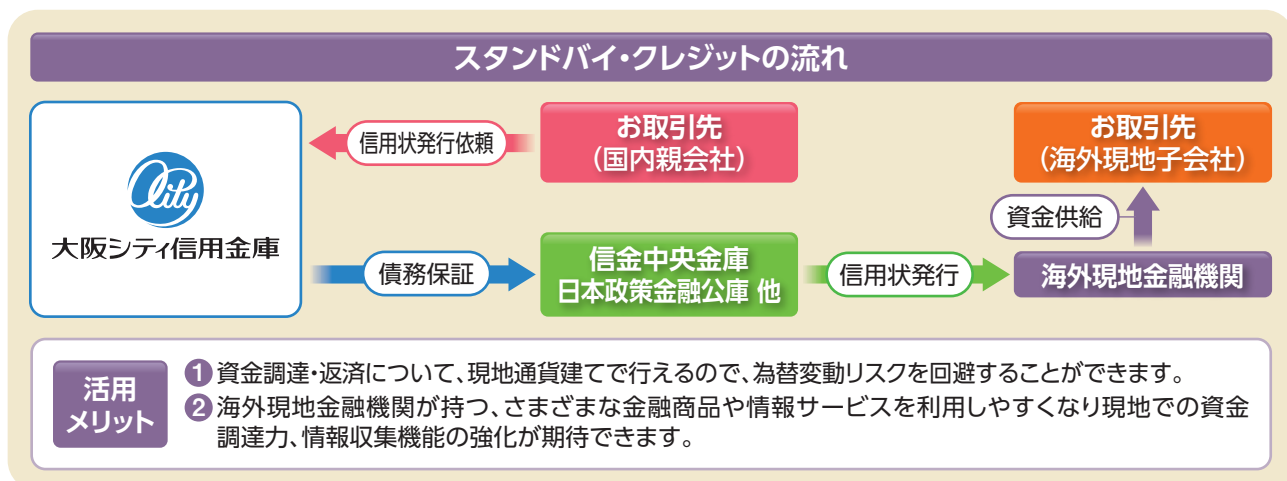 スタンドバイ・クレジットの流れ
City
大阪シティ信用金庫
信用状発行依頼
お取引先
（国内親会社）
お取引先
（海外現地子会社）
資金供給
債務保証
信金中央金庫
日本政策金融公庫 他
信用状発行
海外現地金融機関
活用
メリット
❶資金調達・返済について、現地通貨建てで行えるので、為替変動リスクを回避することができます。
❷海外現地金融機関が持つ、さまざまな金融商品や情報サービスを利用しやすくなり現地での資金
調達力、情報収集機能の強化が期待できます。